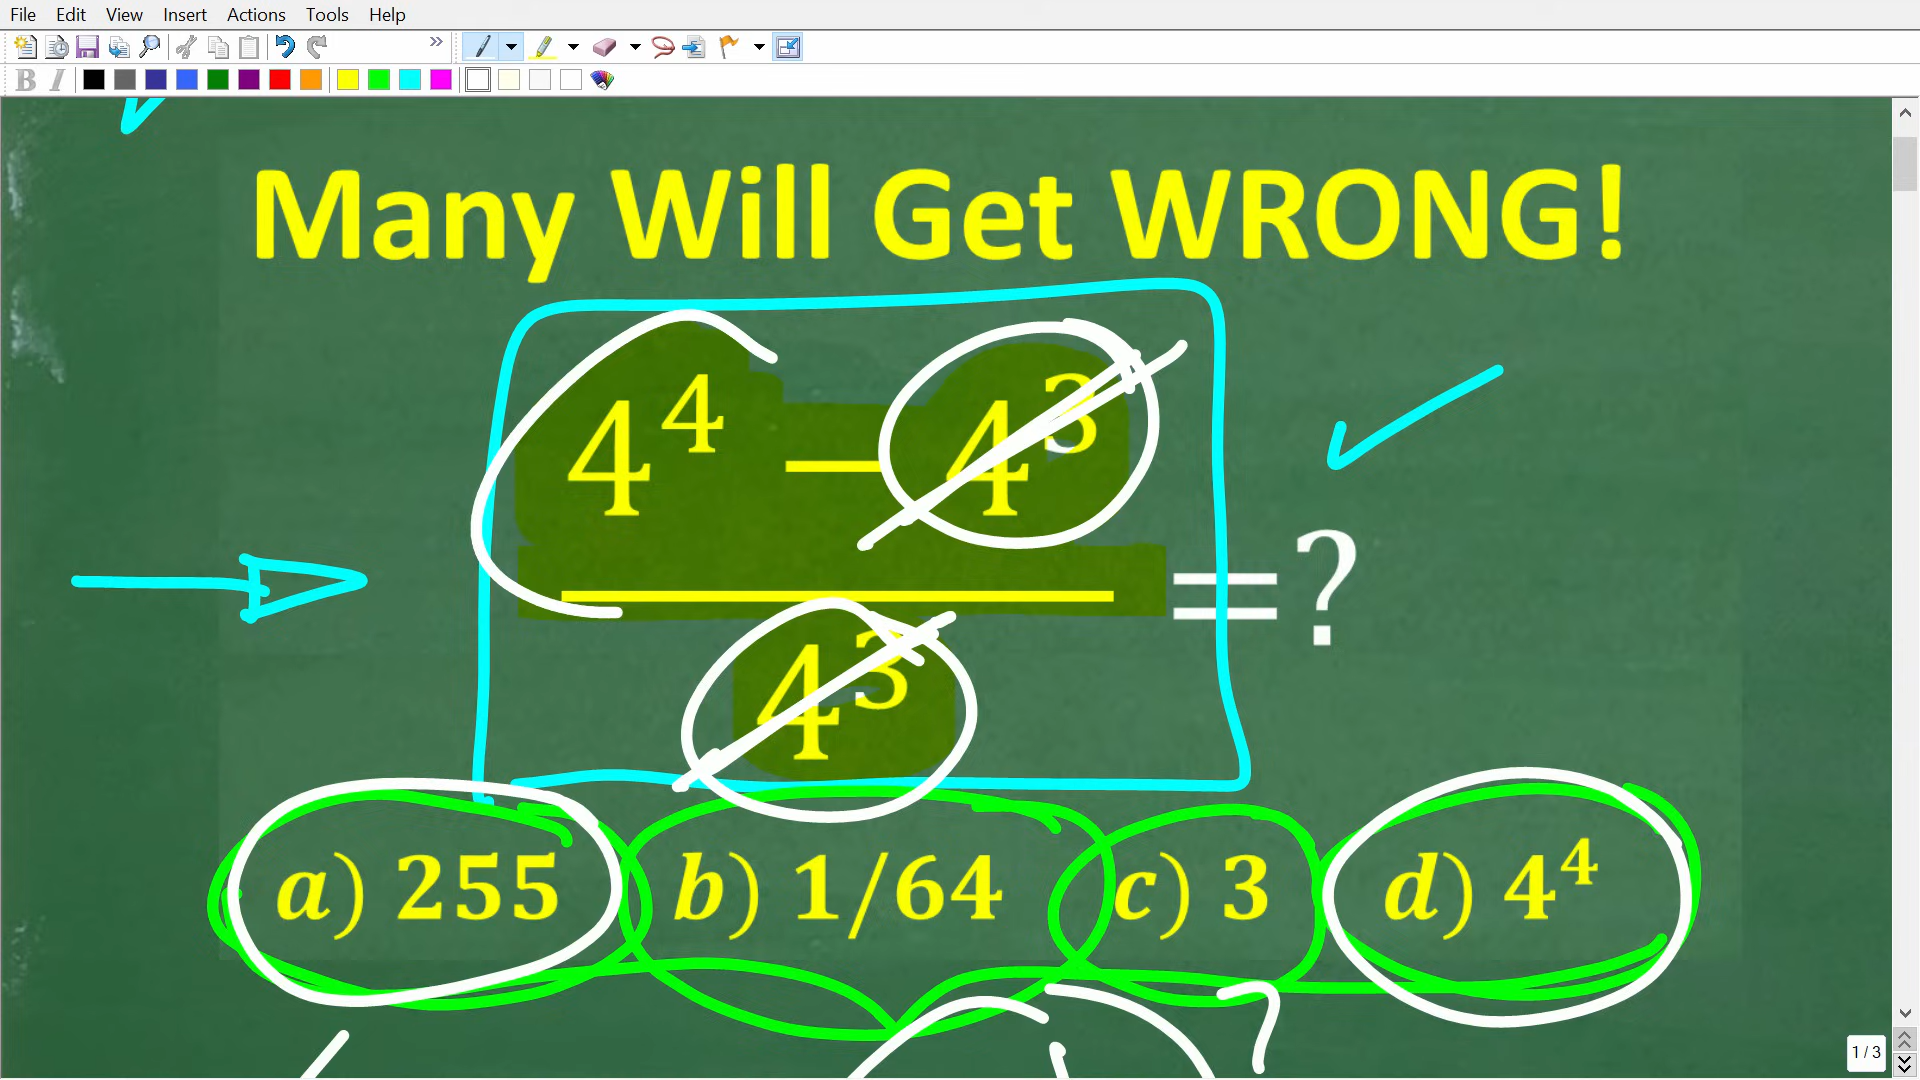 File Edit View Insert Actions Tools Help
B I
Many Will Get WRONG!
4⁴ − 4³
4³
= ?
a) 255 b) 1/64 c) 3 d) 4⁴
?
1 / 3